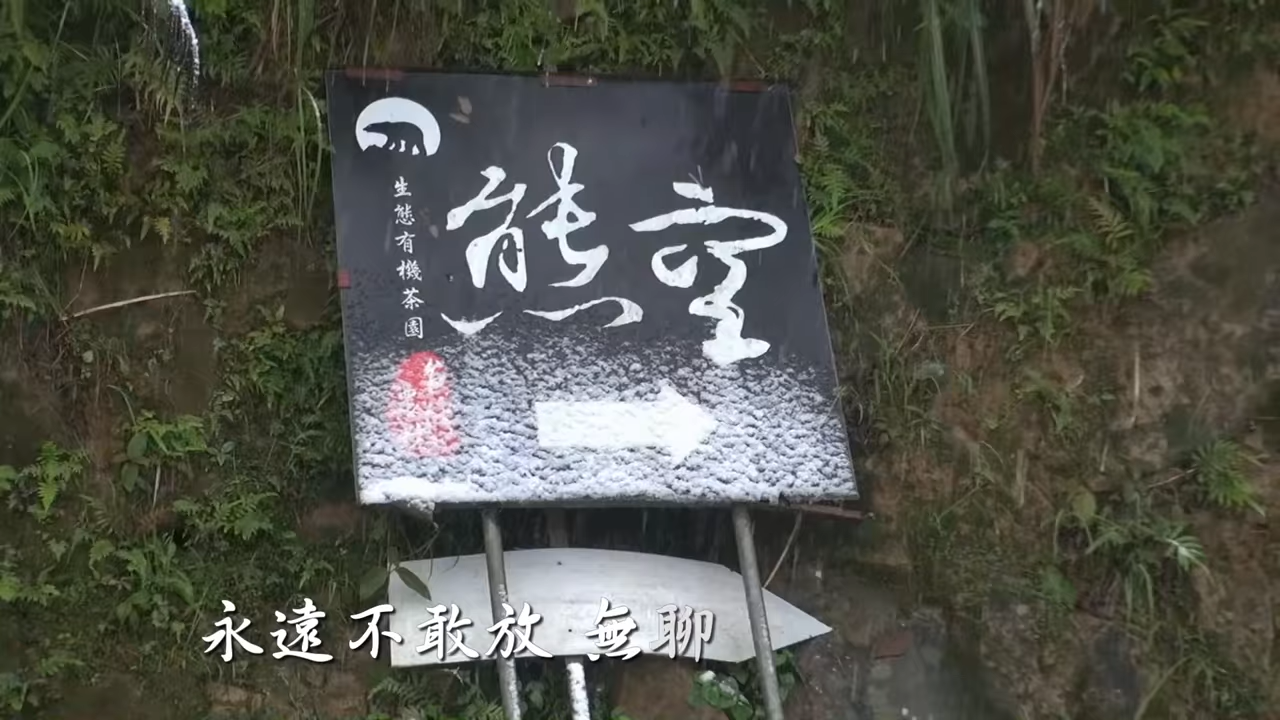 熊空
生態有機茶園
永遠不敢放 無聊